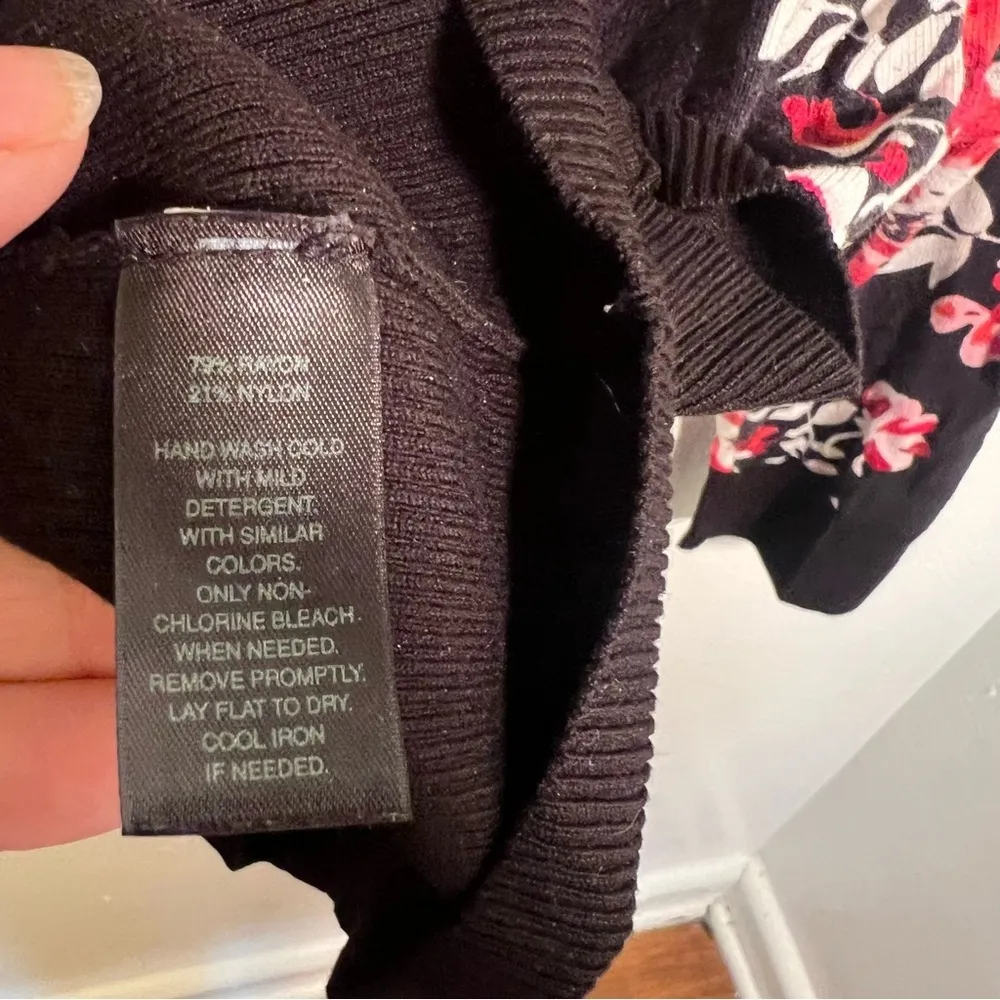 79% RAYON
21% NYLON
HAND WASH COLD
WITH MILD
DETERGENT.
WITH SIMILAR
COLORS.
ONLY NON-
CHLORINE BLEACH
WHEN NEEDED.
REMOVE PROMPTLY.
LAY FLAT TO DRY.
COOL IRON
IF NEEDED.